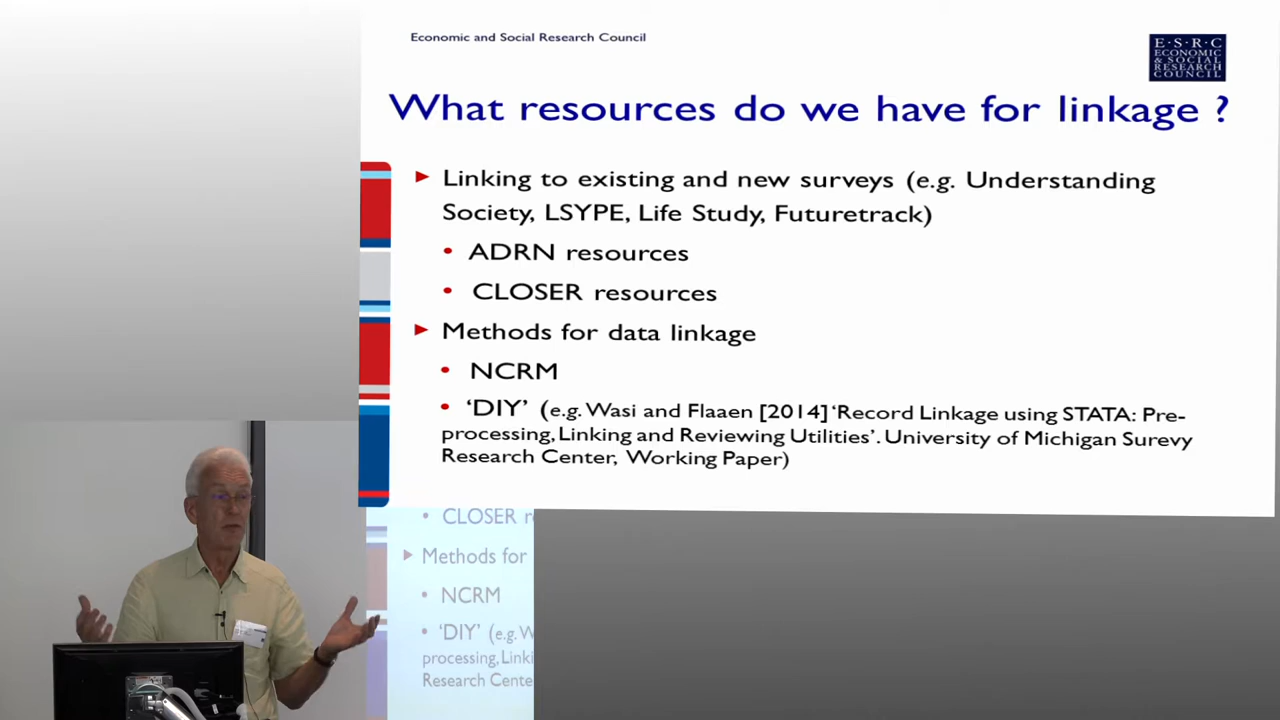 Economic and Social Research Council
E·S·R·C
ECONOMIC
& SOCIAL
RESEARCH
COUNCIL
What resources do we have for linkage ?
Linking to existing and new surveys (e.g. Understanding
Society, LSYPE, Life Study, Futuretrack)
• ADRN resources
• CLOSER resources
Methods for data linkage
• NCRM
• ‘DIY’ (e.g. Wasi and Flaaen [2014] ‘Record Linkage using STATA: Pre-
processing, Linking and Reviewing Utilities’. University of Michigan Surevy
Research Center, Working Paper)
• CLOSER r
Methods for
• NCRM
• ‘DIY’ (e.g. W
processing, Linki
Research Cente